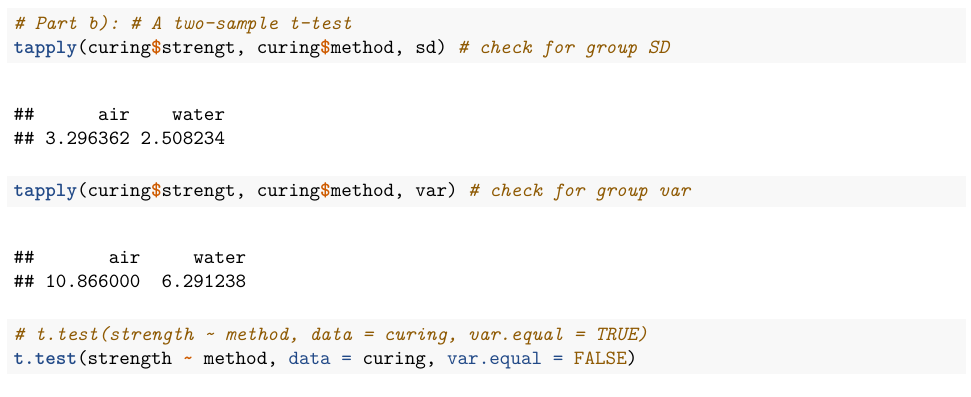 # Part b): # A two-sample t-test
tapply(curing$strengt, curing$method, sd) # check for group SD
##      air    water
## 3.296362 2.508234
tapply(curing$strengt, curing$method, var) # check for group var
##       air     water
## 10.866000  6.291238
# t.test(strength ~ method, data = curing, var.equal = TRUE)
t.test(strength ~ method, data = curing, var.equal = FALSE)